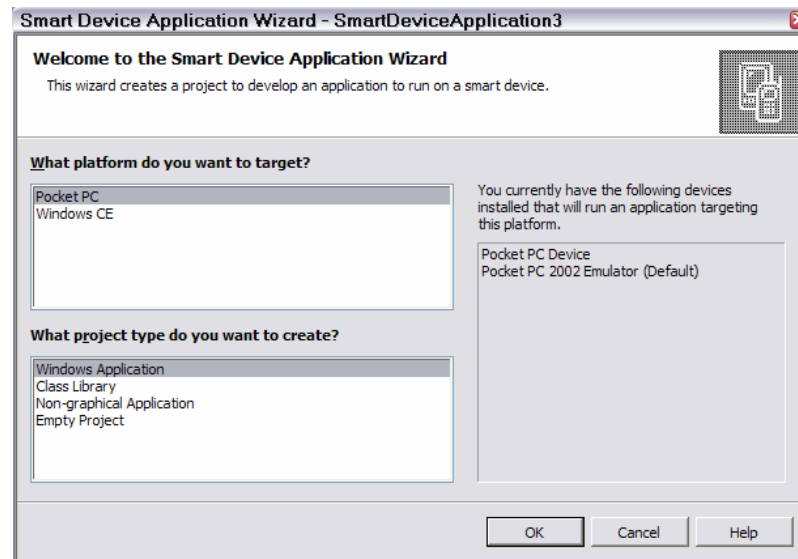 Smart Device Application Wizard - SmartDeviceApplication3
Welcome to the Smart Device Application Wizard
This wizard creates a project to develop an application to run on a smart device.
What platform do you want to target?
Pocket PC
Windows CE
You currently have the following devices
installed that will run an application targeting
this platform.
Pocket PC Device
Pocket PC 2002 Emulator (Default)
What project type do you want to create?
Windows Application
Class Library
Non-graphical Application
Empty Project
OK
Cancel
Help